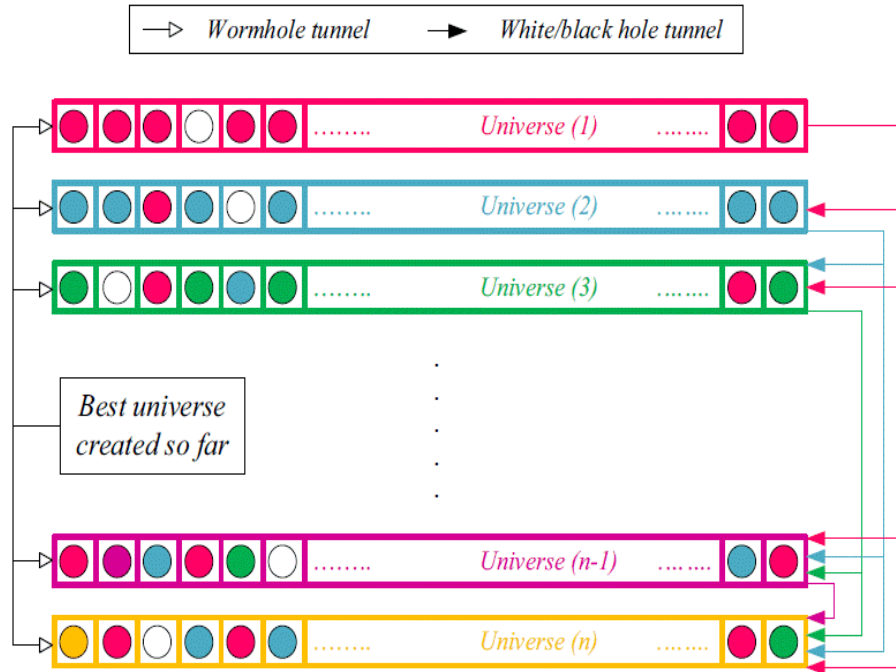 Wormhole tunnel White/black hole tunnel
........ Universe (1) ........
........ Universe (2) ........
........ Universe (3) ........
Best universe
created so far
........ Universe (n-1) ........
........ Universe (n) ........